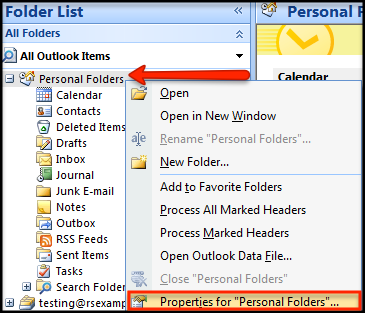 Folder List
Personal Fo
All Folders
All Outlook Items
Personal Folders
Calendar
Calendar
Contacts
Deleted Items
Drafts
Inbox
Journal
Junk E-mail
Notes
Outbox
RSS Feeds
Sent Items
Tasks
Search Folder
testing@rsexamp
Open
Open in New Window
Rename "Personal Folders"...
New Folder...
Add to Favorite Folders
Process All Marked Headers
Process Marked Headers
Open Outlook Data File...
Close "Personal Folders"
Properties for "Personal Folders"...